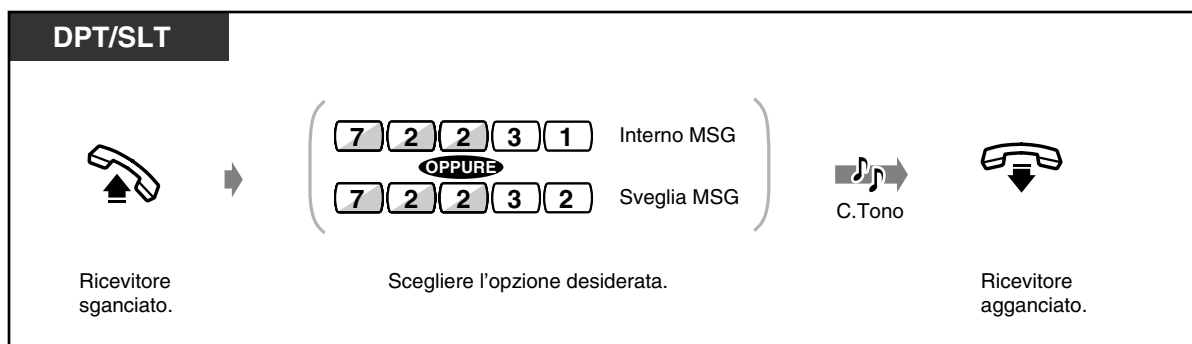 DPT/SLT
7 2 2 3 1 Interno MSG
OPPURE
7 2 2 3 2 Sveglia MSG
C.Tono
Ricevitore
sganciato.
Scegliere l'opzione desiderata.
Ricevitore
agganciato.